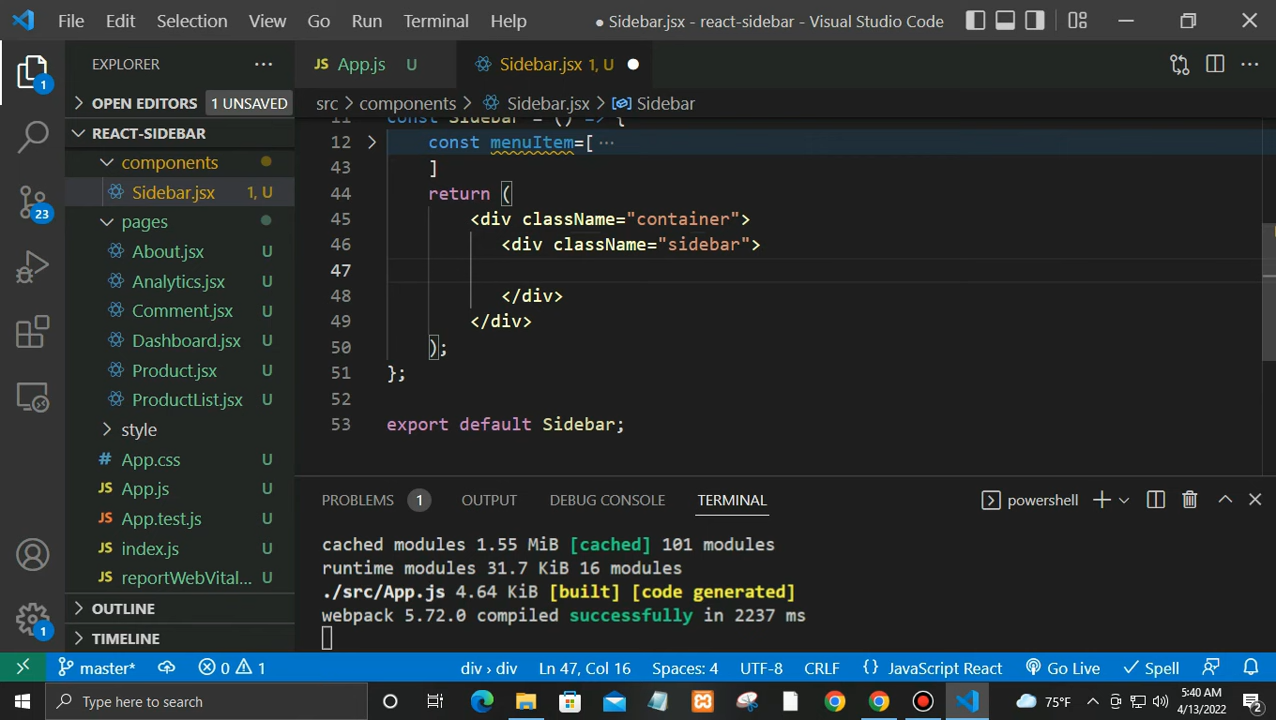 File Edit Selection View Go Run Terminal Help ● Sidebar.jsx - react-sidebar - Visual Studio Code
EXPLORER ···
OPEN EDITORS 1 UNSAVED
REACT-SIDEBAR
components
Sidebar.jsx 1, U
pages
About.jsx U
Analytics.jsx U
Comment.jsx U
Dashboard.jsx U
Product.jsx U
ProductList.jsx U
style
App.css U
App.js U
App.test.js U
index.js U
reportWebVital... U
OUTLINE
TIMELINE
1
23
1
JS App.js U
Sidebar.jsx 1, U
src > components > Sidebar.jsx > Sidebar
11 const Sidebar = () => {
12 const menuItem=[ ···
43 ]
44 return (
45 <div className="container">
46 <div className="sidebar">
47
48 </div>
49 </div>
50 );
51 };
52
53 export default Sidebar;
PROBLEMS 1 OUTPUT DEBUG CONSOLE TERMINAL powershell
cached modules 1.55 MiB [cached] 101 modules
runtime modules 31.7 KiB 16 modules
./src/App.js 4.64 KiB [built] [code generated]
webpack 5.72.0 compiled successfully in 2237 ms
master* 0 1 div › div Ln 47, Col 16 Spaces: 4 UTF-8 CRLF {} JavaScript React Go Live Spell
Type here to search 75°F 5:40 AM
4/13/2022 2